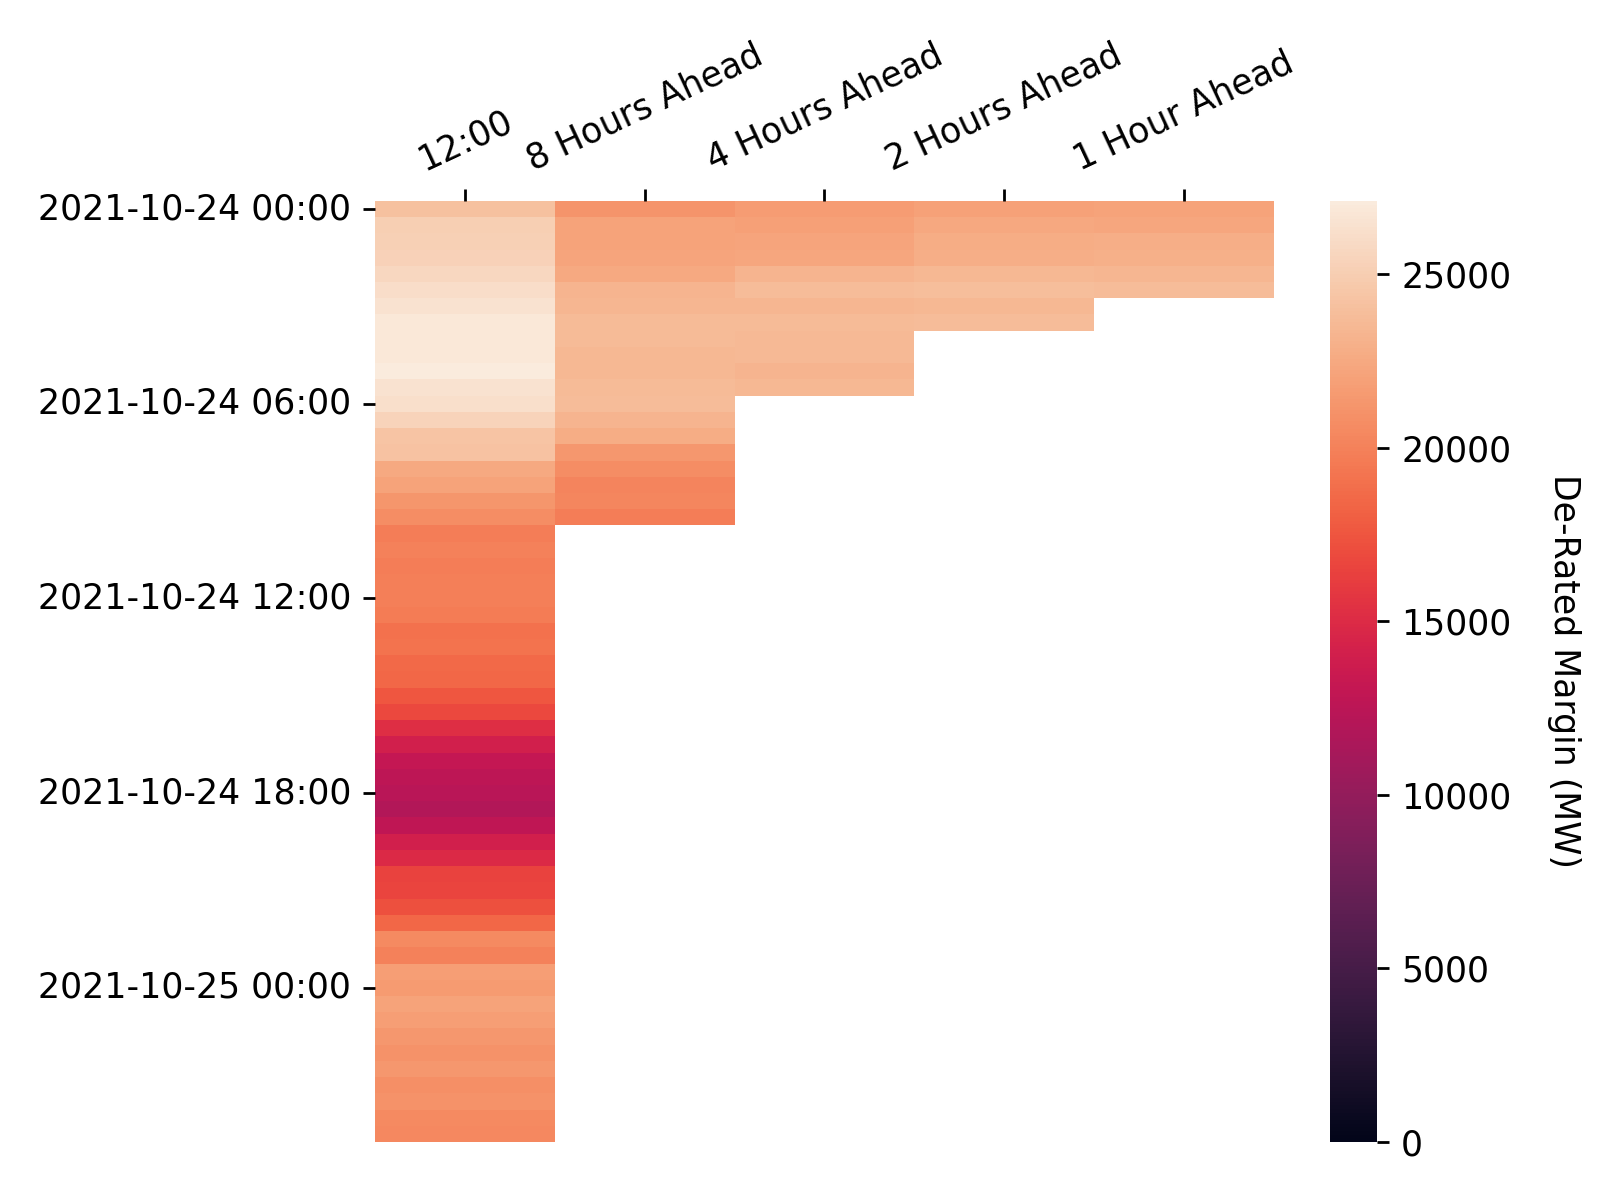 12:00
8 Hours Ahead
4 Hours Ahead
2 Hours Ahead
1 Hour Ahead
2021-10-24 00:00
2021-10-24 06:00
2021-10-24 12:00
2021-10-24 18:00
2021-10-25 00:00
25000
20000
15000
10000
5000
0
De-Rated Margin (MW)